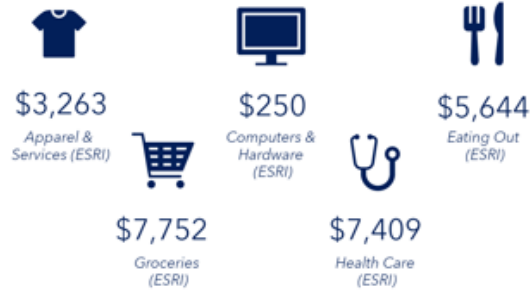 $3,263
Apparel &
Services (ESRI)
$250
Computers &
Hardware
(ESRI)
$5,644
Eating Out
(ESRI)
$7,752
Groceries
(ESRI)
$7,409
Health Care
(ESRI)